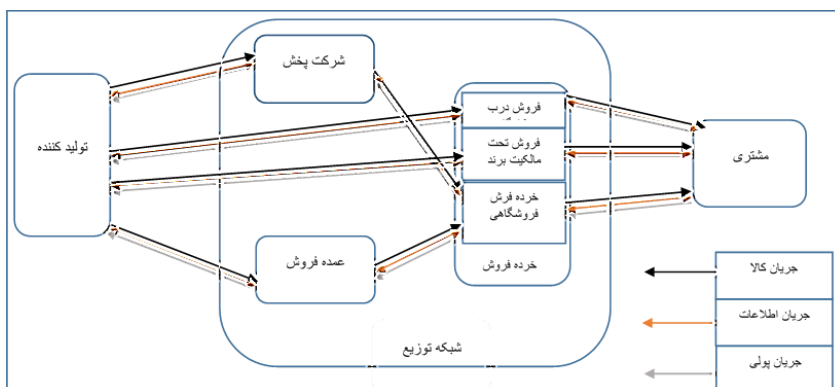 شرکت پخش
تولید کننده
فروش درب
فروش تحت
مالکیت برند
خرده فرش
فروشگاهی
خرده فروش
مشتری
عمده فروش
شبکه توزیع
جریان کالا
جریان اطلاعات
جریان پولی